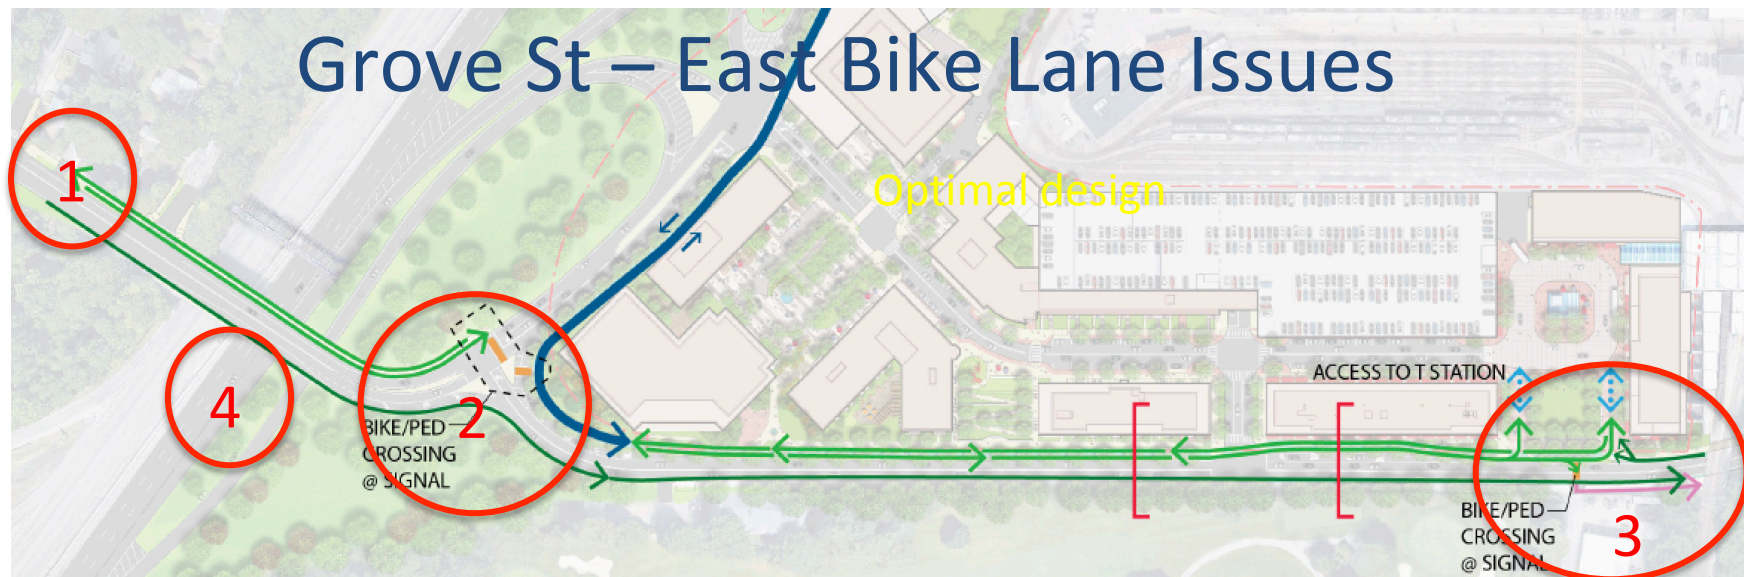 Grove St – East Bike Lane Issues
1
Optimal design
4
2
BIKE/PED
CROSSING
@ SIGNAL
ACCESS TO T STATION
BIKE/PED
CROSSING
@ SIGNAL
3